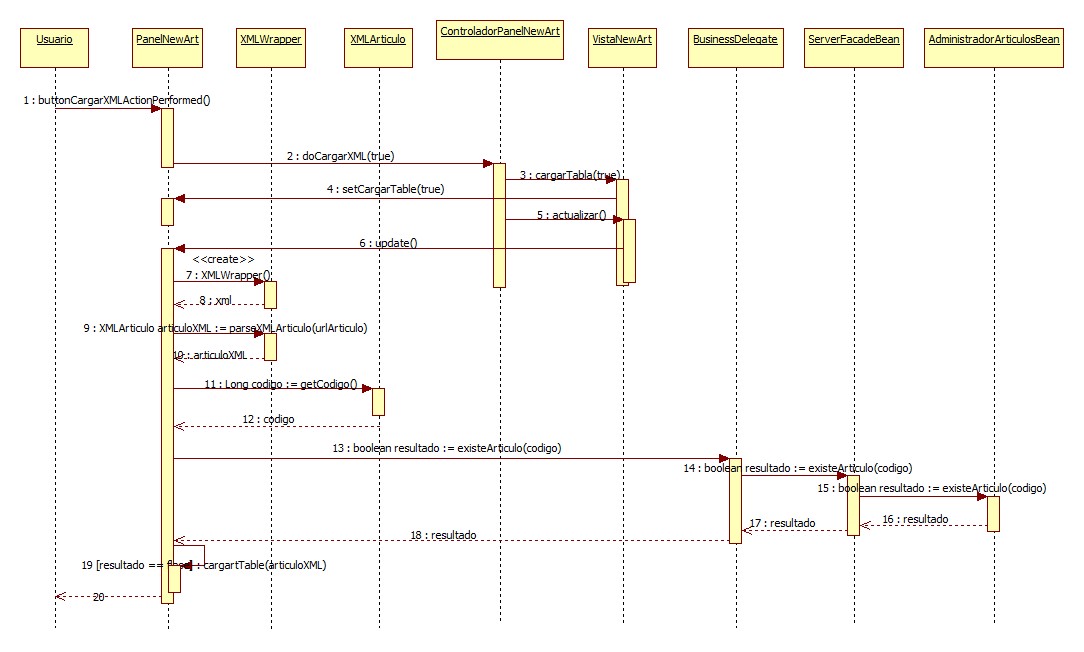 Usuario
PanelNewArt
XMLWrapper
XMLArticulo
ControladorPanelNewArt
VistaNewArt
BusinessDelegate
ServerFacadeBean
AdministradorArticulosBean
1 : buttonCargarXMLActionPerformed()
2 : doCargarXML(true)
3 : cargarTabla(true)
4 : setCargarTable(true)
5 : actualizar()
6 : update()
<<create>>
7 : XMLWrapper()
8 : xml
9 : XMLArticulo articuloXML := parseXMLArticulo(urlArticulo)
10 : articuloXML
11 : Long codigo := getCodigo()
12 : codigo
13 : boolean resultado := existeArticulo(codigo)
14 : boolean resultado := existeArticulo(codigo)
15 : boolean resultado := existeArticulo(codigo)
16 : resultado
17 : resultado
18 : resultado
19 [resultado == : cargartTable(articuloXML)
20